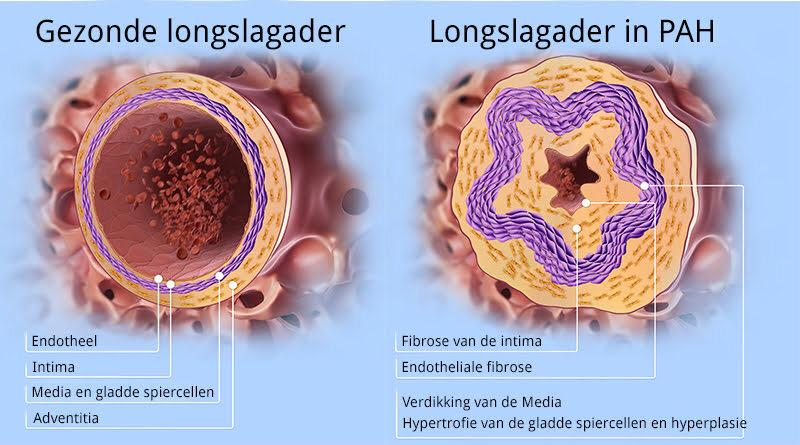 Gezonde longslagader
Endotheel
Intima
Media en gladde spiercellen
Adventitia
Longslagader in PAH
Fibrose van de intima
Endotheliale fibrose
Verdikking van de Media
Hypertrofie van de gladde spiercellen en hyperplasie